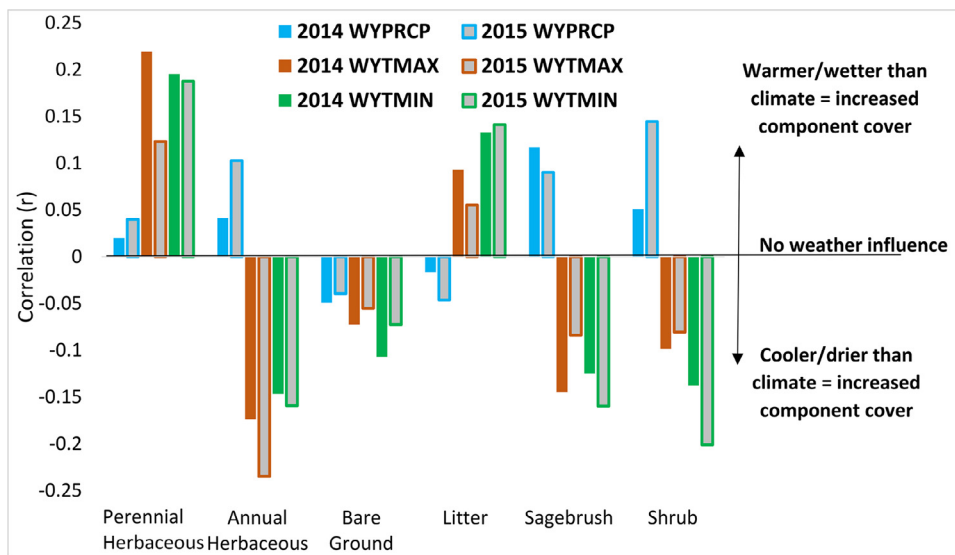 0.25
0.2
0.15
0.1
0.05
0
-0.05
-0.1
-0.15
-0.2
-0.25
Correlation (r)
2014 WYPRCP
2015 WYPRCP
2014 WYTMAX
2015 WYTMAX
2014 WYTMIN
2015 WYTMIN
Warmer/wetter than
climate = increased
component cover
No weather influence
Cooler/drier than
climate = increased
component cover
Perennial
Herbaceous
Annual
Herbaceous
Bare
Ground
Litter
Sagebrush
Shrub